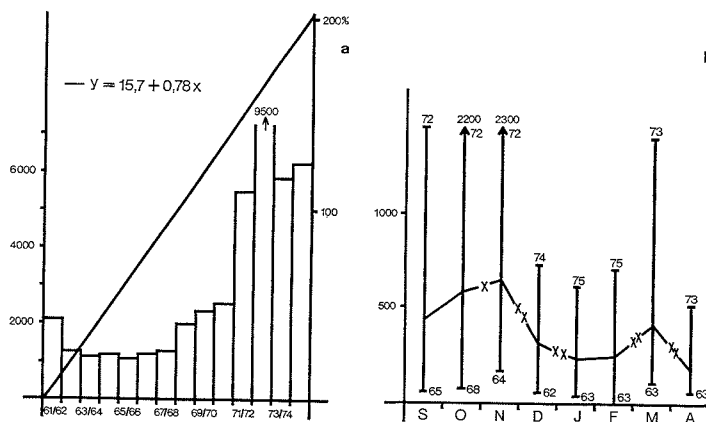 200%
a
— y = 15,7 + 0,78x
9500
6000
4000
100
2000
61/62 63/64 65/66 67/68 69/70 71/72 73/74
72 2200 72 2300 72 73
1000
74 75 75 73
500
65 68 64 62 63 63 63 63
S O N D J F M A